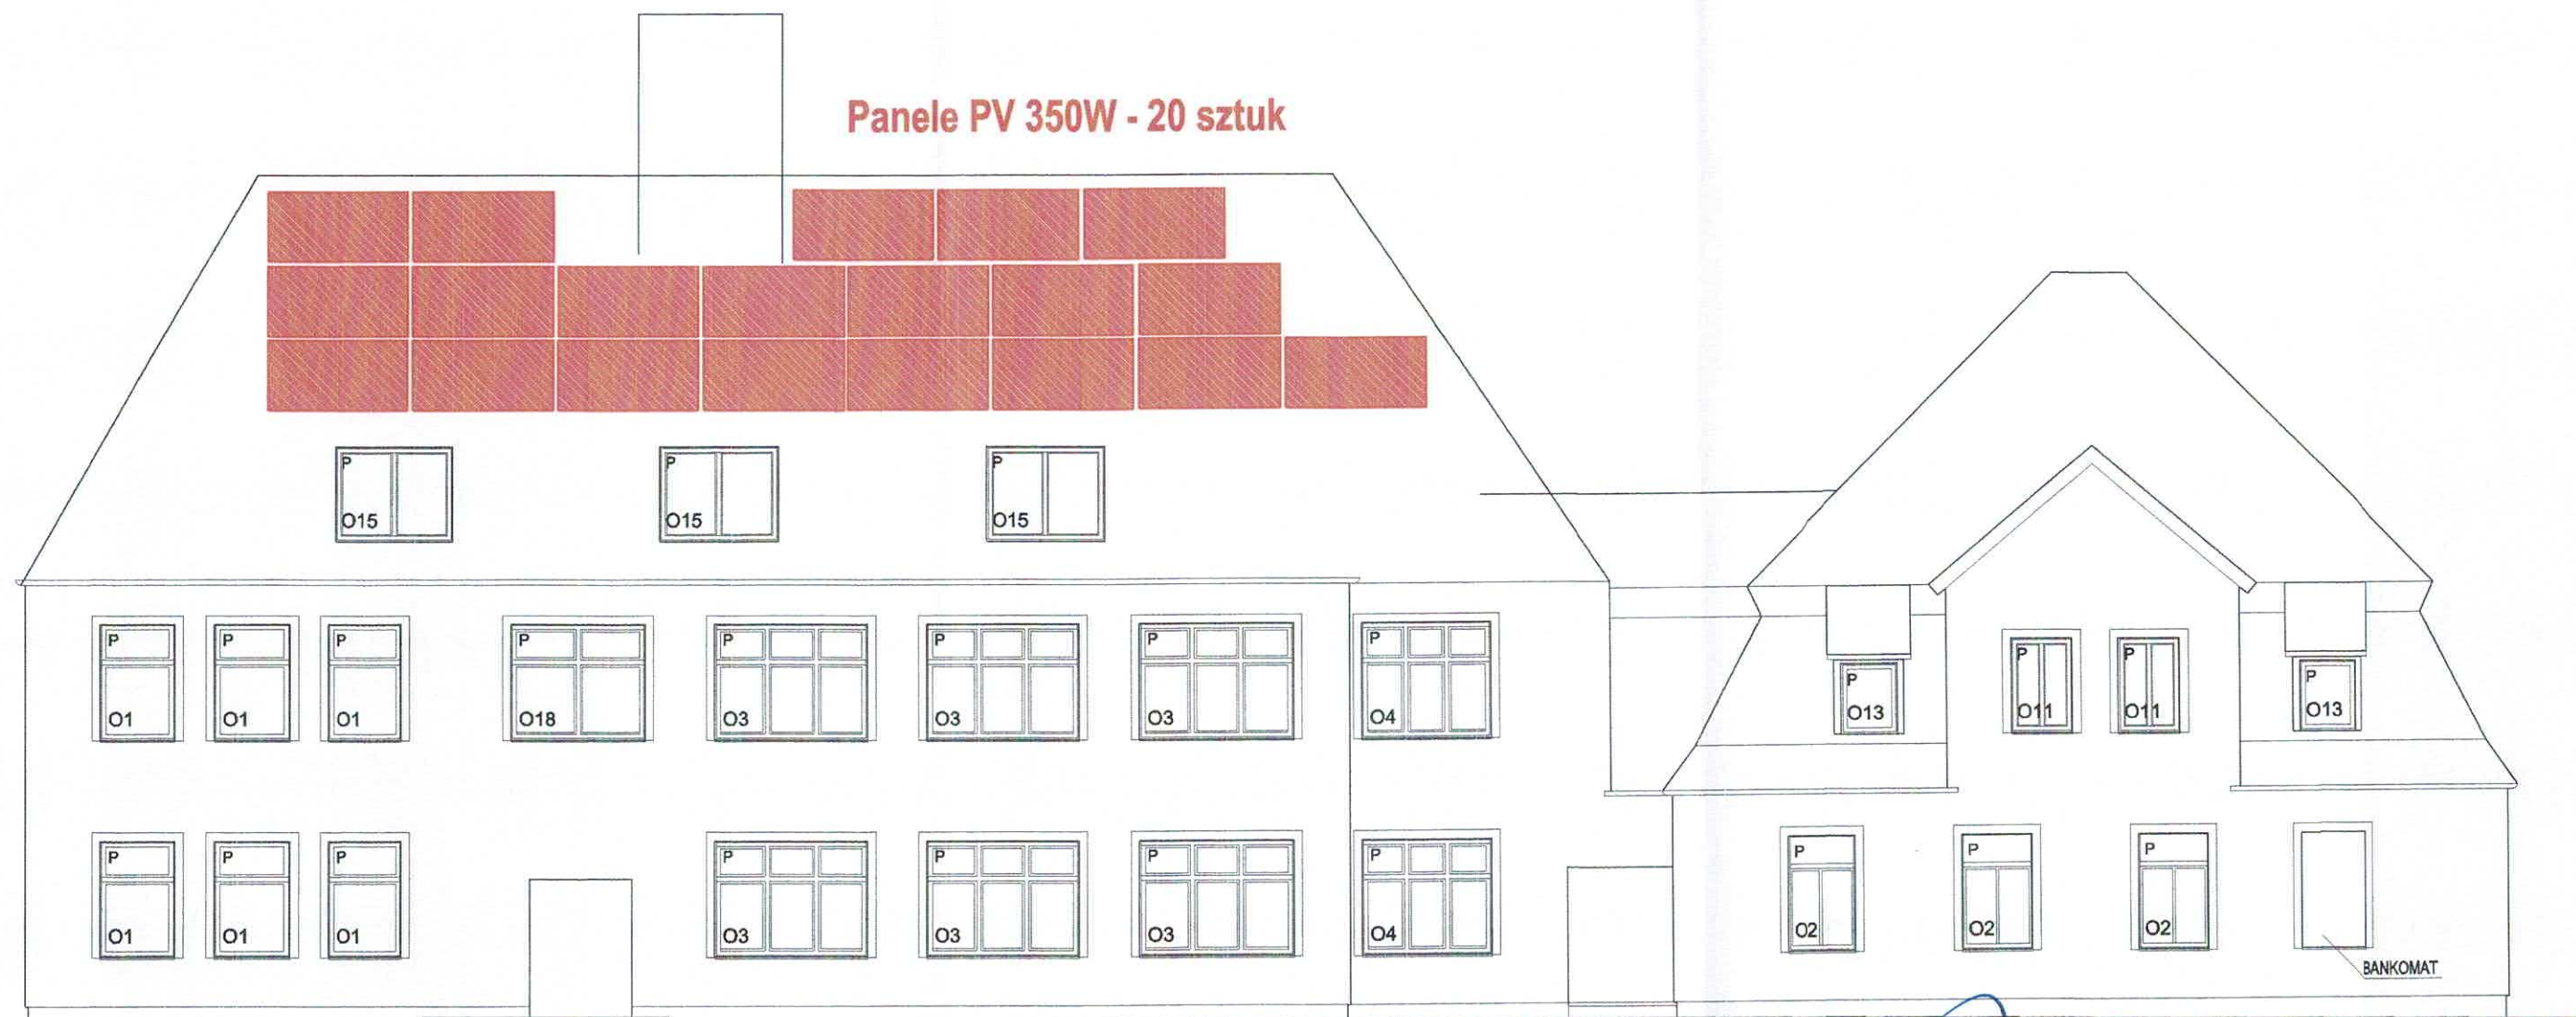 Panele PV 350W - 20 sztuk
P P P
O15 O15 O15
P P P P P P P P
O1 O1 O1 O18 O3 O3 O3 O4
P P P P
O13 O11 O11 O13
P P P P P P P
O1 O1 O1 O3 O3 O3 O4
P P P
O2 O2 O2
BANKOMAT